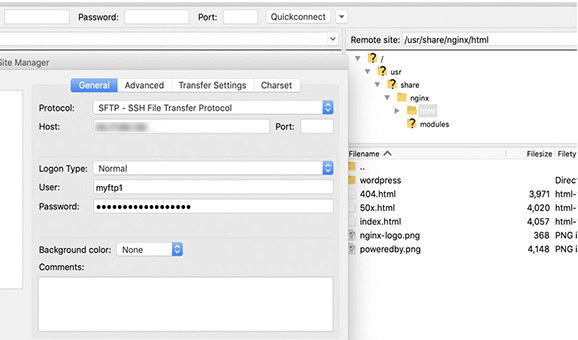 Password:
Port:
Quickconnect
Remote site: /usr/share/nginx/html
/
usr
share
nginx
modules
Site Manager
General
Advanced
Transfer Settings
Charset
Protocol: SFTP - SSH File Transfer Protocol
Host:
Port:
Logon Type: Normal
User: myftp1
Password: ••••••••••••••••••
Background color: None
Comments:
Filename
Filesize
Filety
..
wordpress
Direc
404.html
3,971
html-
50x.html
4,020
html-
index.html
4,057
html-
nginx-logo.png
368
PNG i
poweredby.png
4,148
PNG i